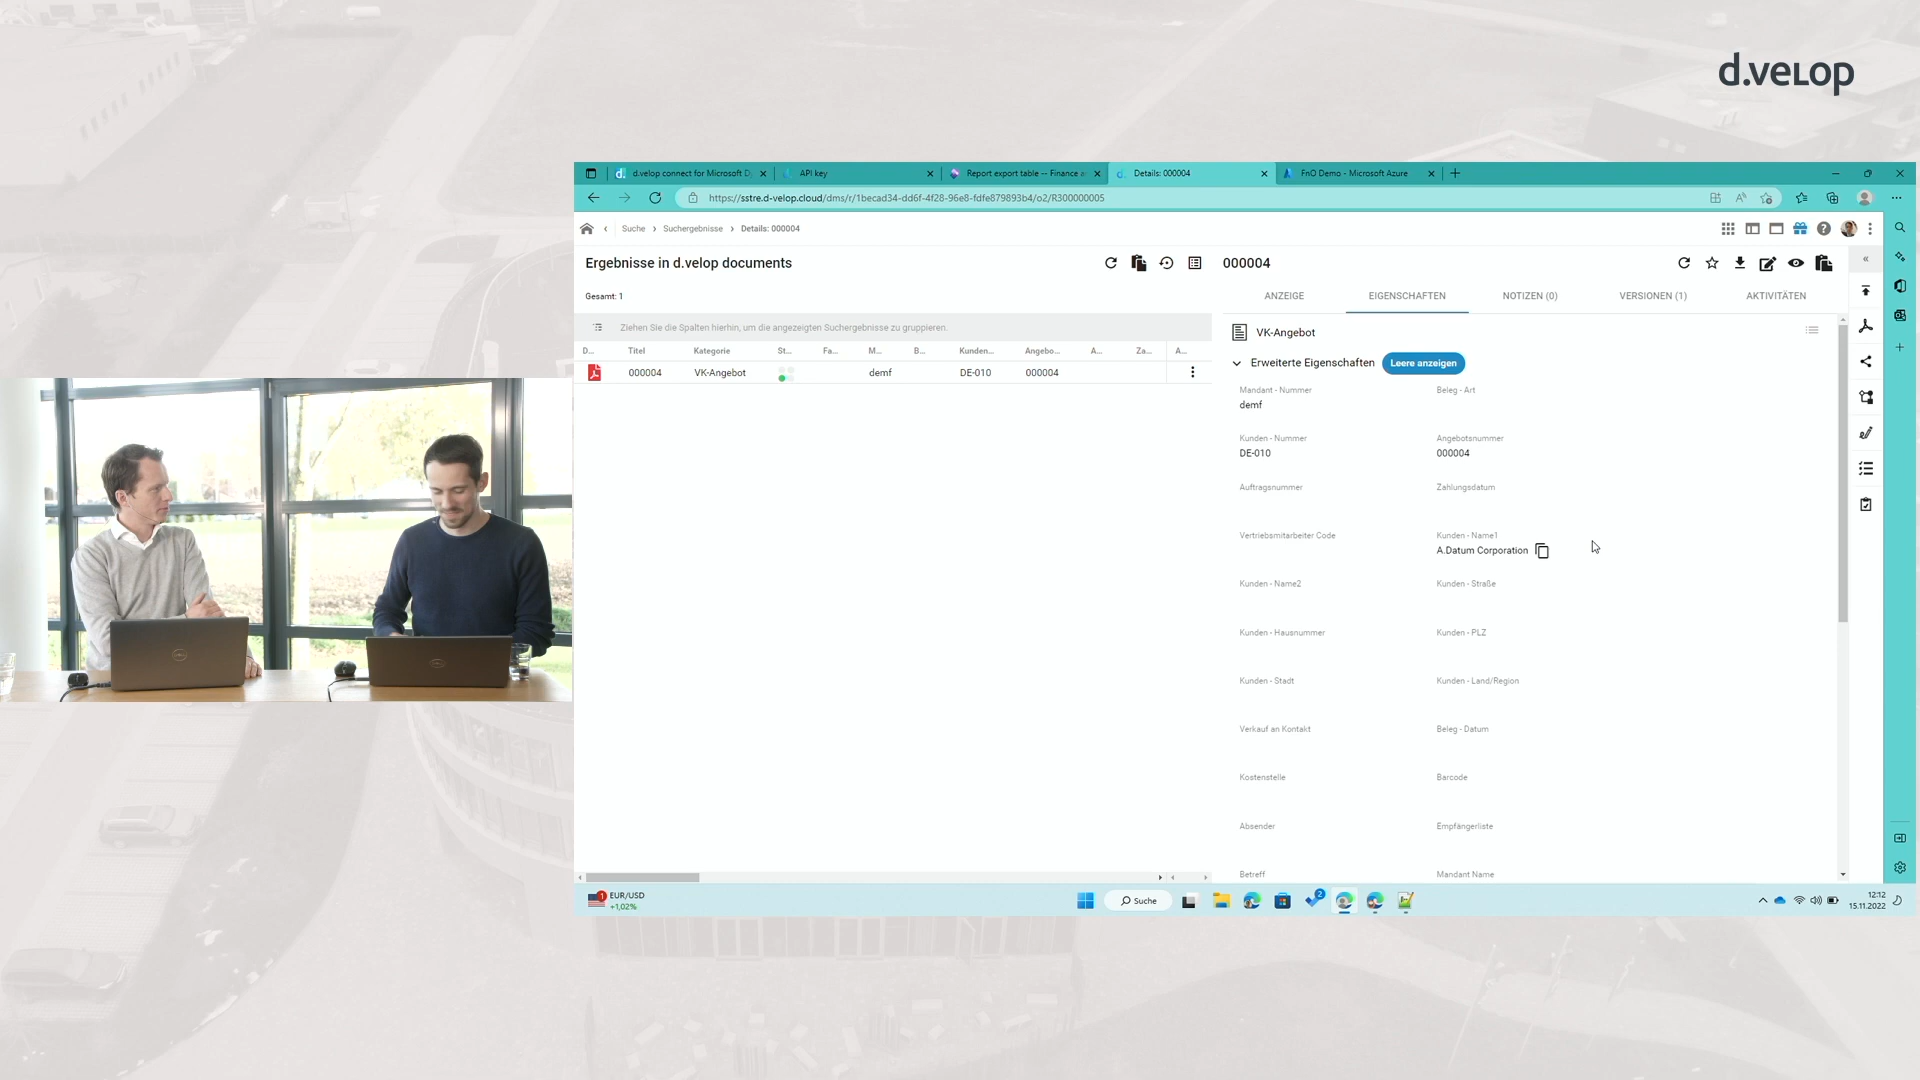 d.velop
d.velop connect for Microsoft D
API key
Report export table -- Finance a
Details: 000004
FnO Demo - Microsoft Azure
https://sstre.d-velop.cloud/dms/r/1becad34-dd6f-4f28-96e8-fdfe879893b4/o2/R300000005
Suche
Suchergebnisse
Details: 000004
Ergebnisse in d.velop documents
000004
Gesamt: 1
ANZEIGE
EIGENSCHAFTEN
NOTIZEN (0)
VERSIONEN (1)
AKTIVITÄTEN
Ziehen Sie die Spalten hierhin, um die angezeigten Suchergebnisse zu gruppieren.
VK-Angebot
D... Titel Kategorie St... Fa... M... B... Kunden... Angebo... A... Za... A...
Erweiterte Eigenschaften
Leere anzeigen
000004 VK-Angebot demf DE-010 000004
Mandant - Nummer
Beleg - Art
demf
Kunden - Nummer
Angebotsnummer
DE-010
000004
Auftragsnummer
Zahlungsdatum
Vertriebsmitarbeiter Code
Kunden - Name1
A.Datum Corporation
Kunden - Name2
Kunden - Straße
Kunden - Hausnummer
Kunden - PLZ
Kunden - Stadt
Kunden - Land/Region
Verkauf an Kontakt
Beleg - Datum
Kostenstelle
Barcode
Absender
Empfängerliste
Betreff
Mandant Name
EUR/USD
+1,02%
Suche
2
12:12
15.11.2022